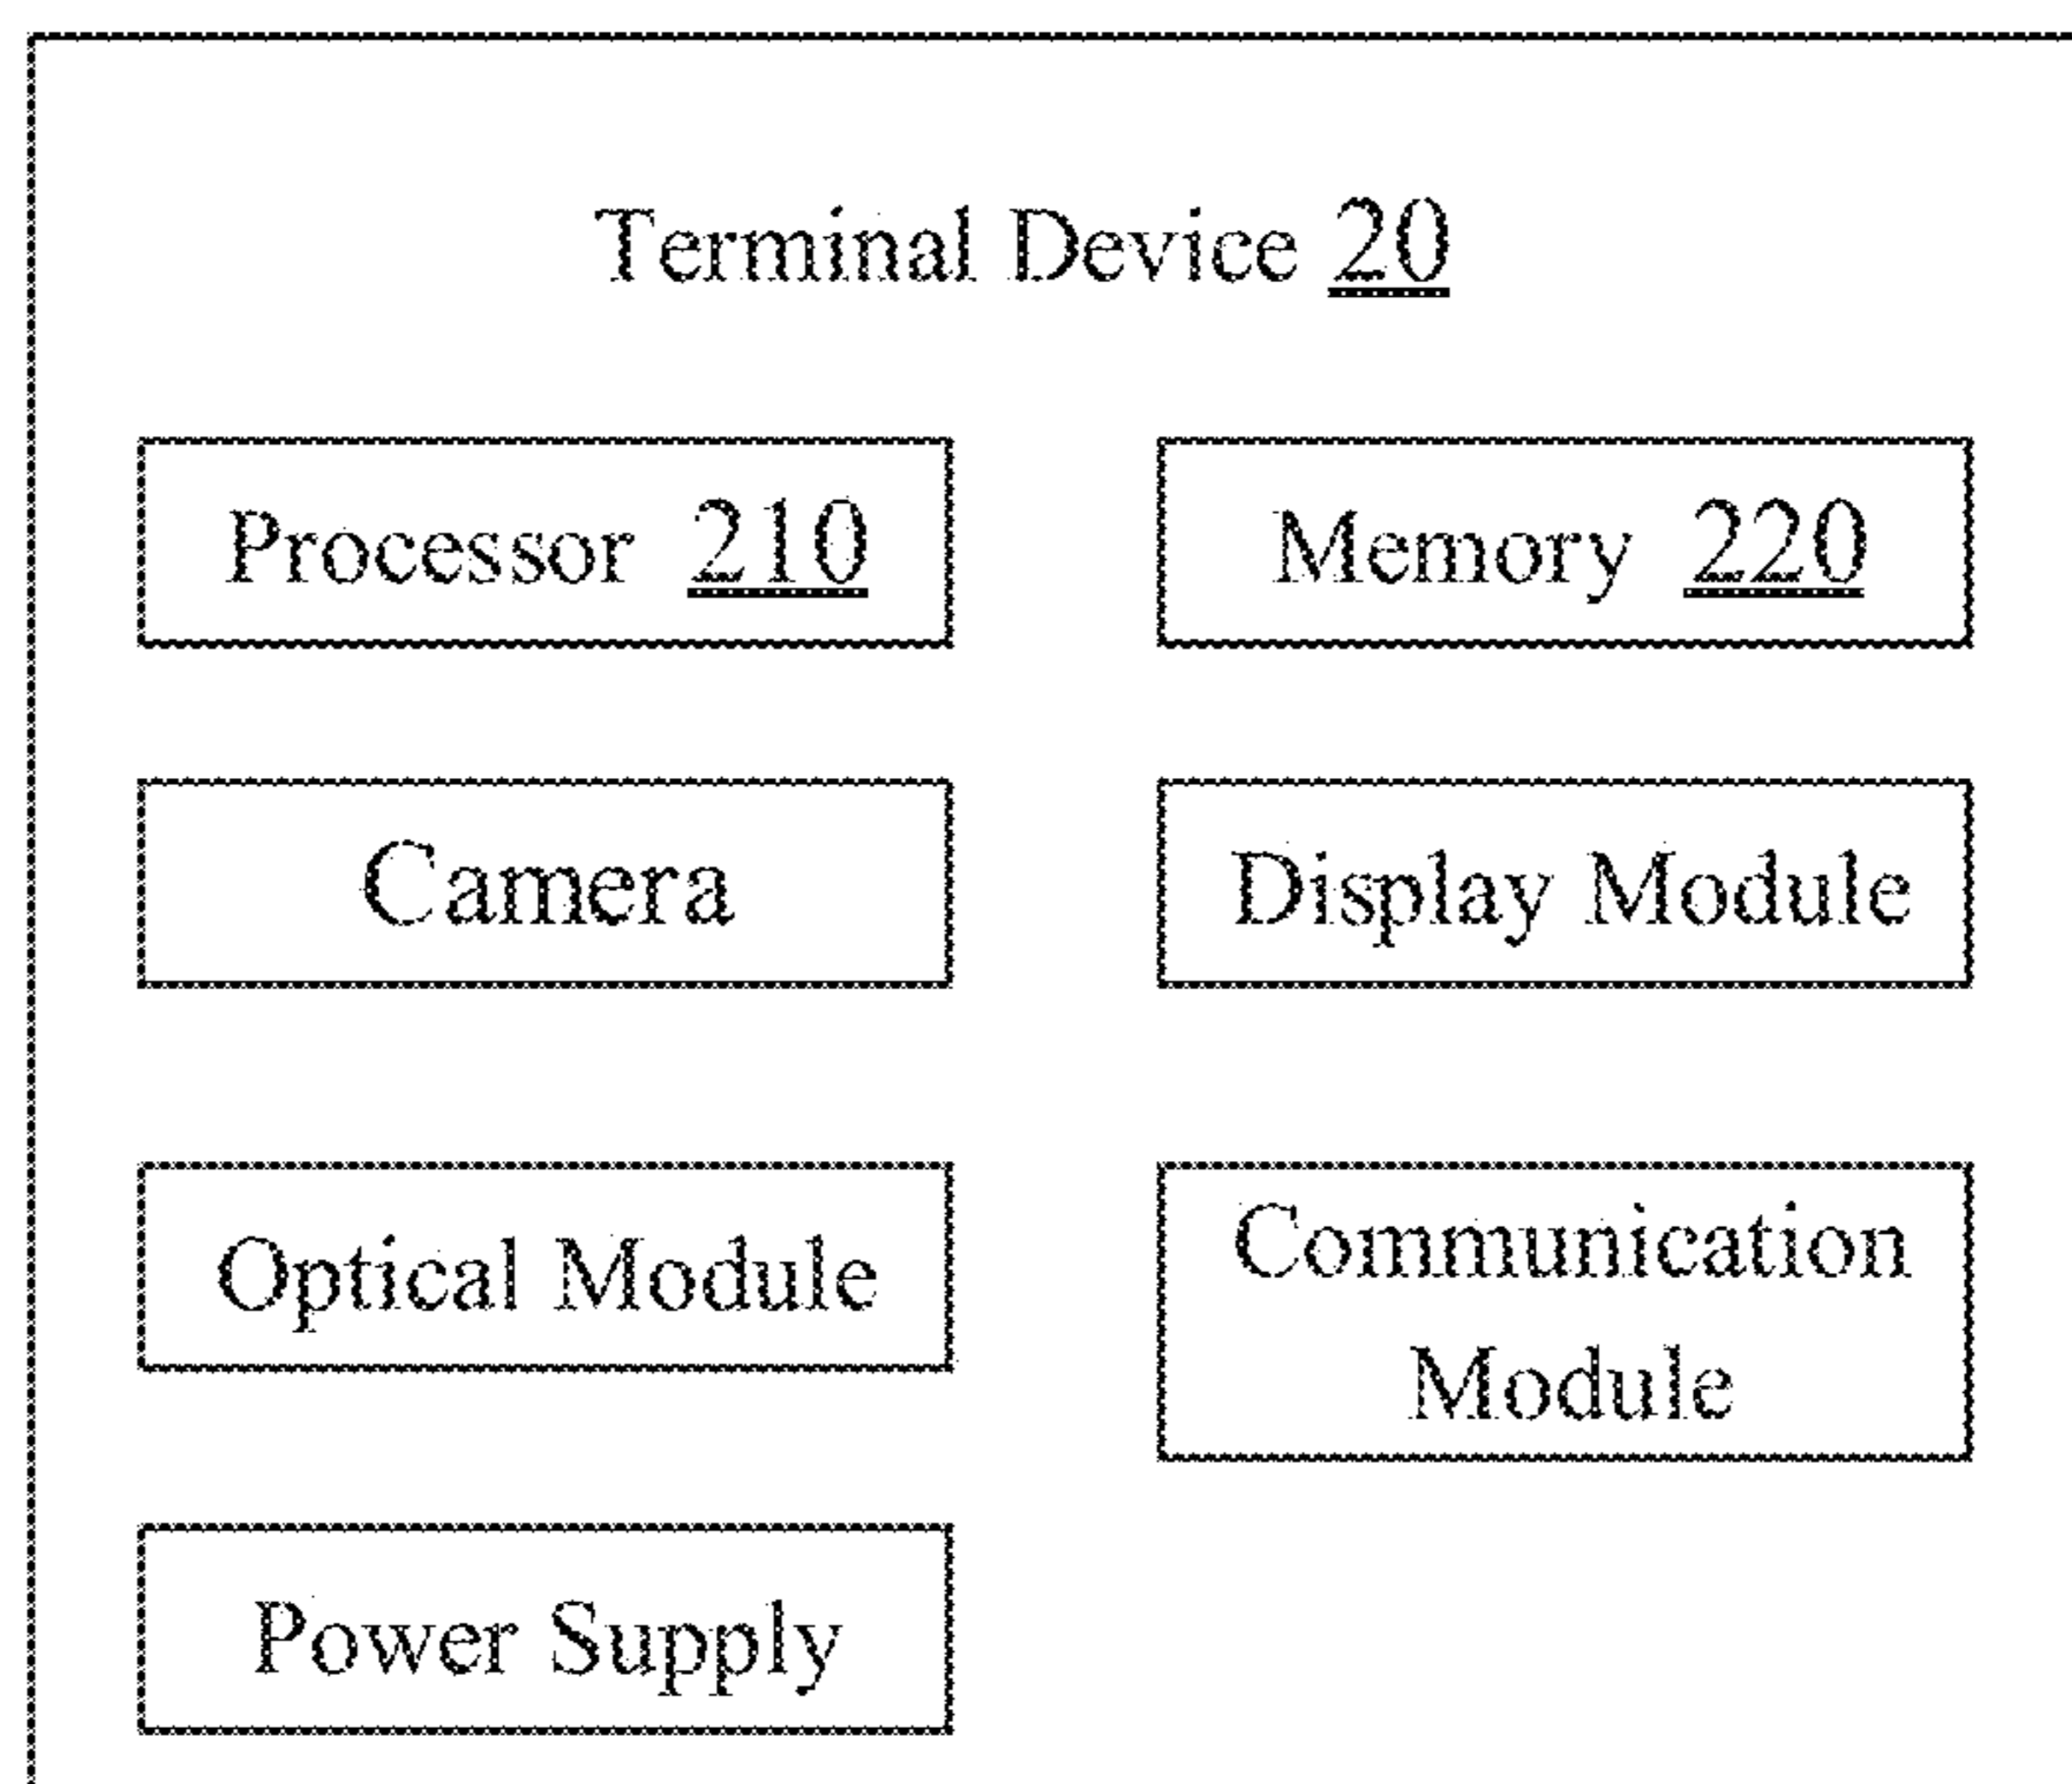 Terminal Device 20
Processor 210
Memory 220
Camera
Display Module
Optical Module
Communication
Module
Power Supply